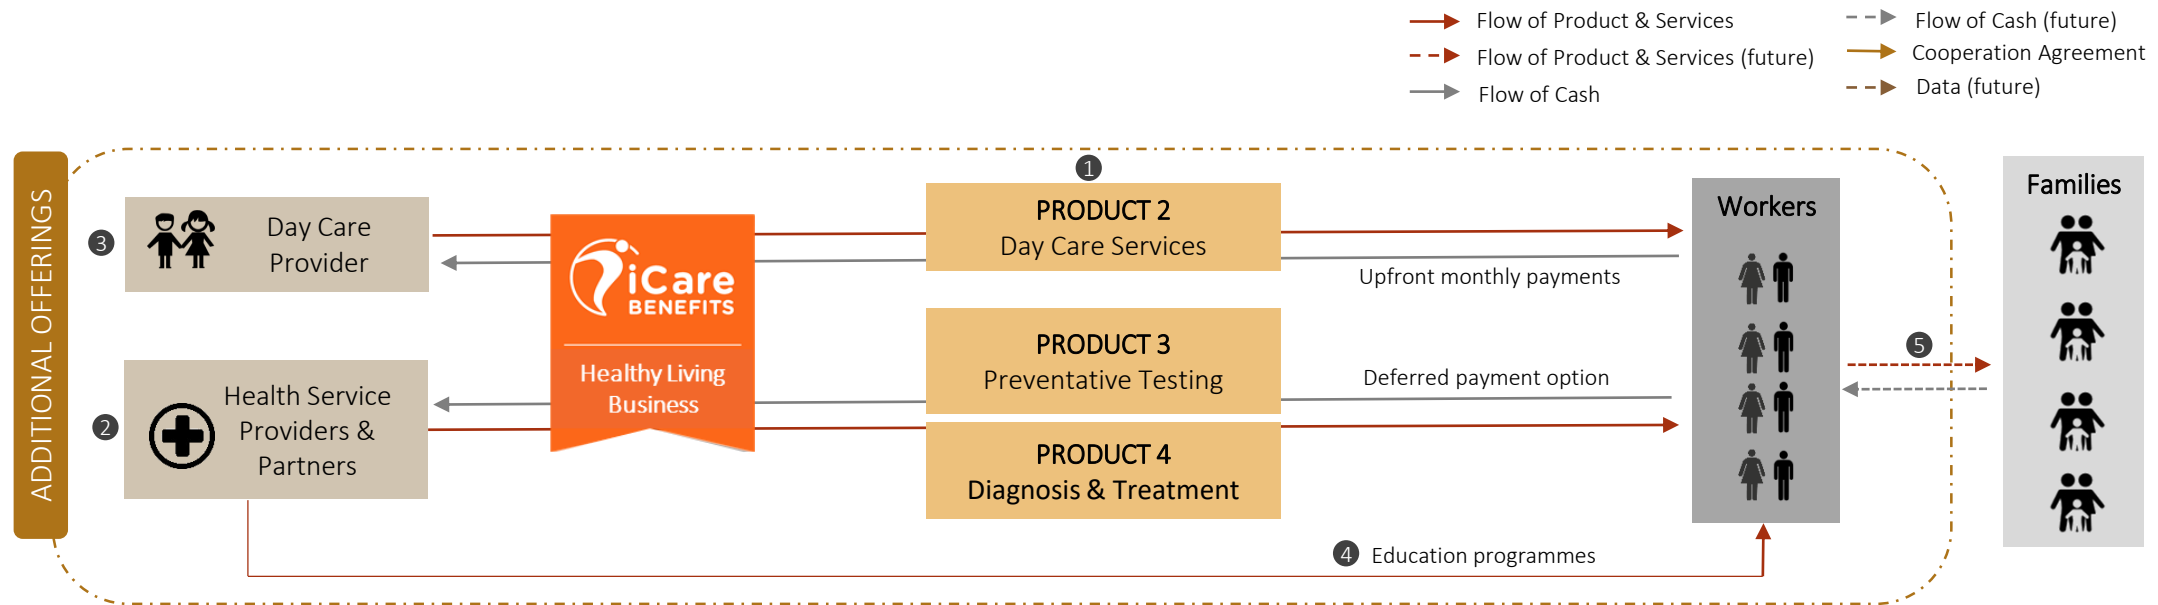 Flow of Product & Services
Flow of Product & Services (future)
Flow of Cash
Flow of Cash (future)
Cooperation Agreement
Data (future)
ADDITIONAL OFFERINGS
3
Day Care
Provider
2
Health Service
Providers &
Partners
iCare
BENEFITS
Healthy Living
Business
1
PRODUCT 2
Day Care Services
PRODUCT 3
Preventative Testing
PRODUCT 4
Diagnosis & Treatment
Upfront monthly payments
Deferred payment option
4 Education programmes
Workers
5
Families